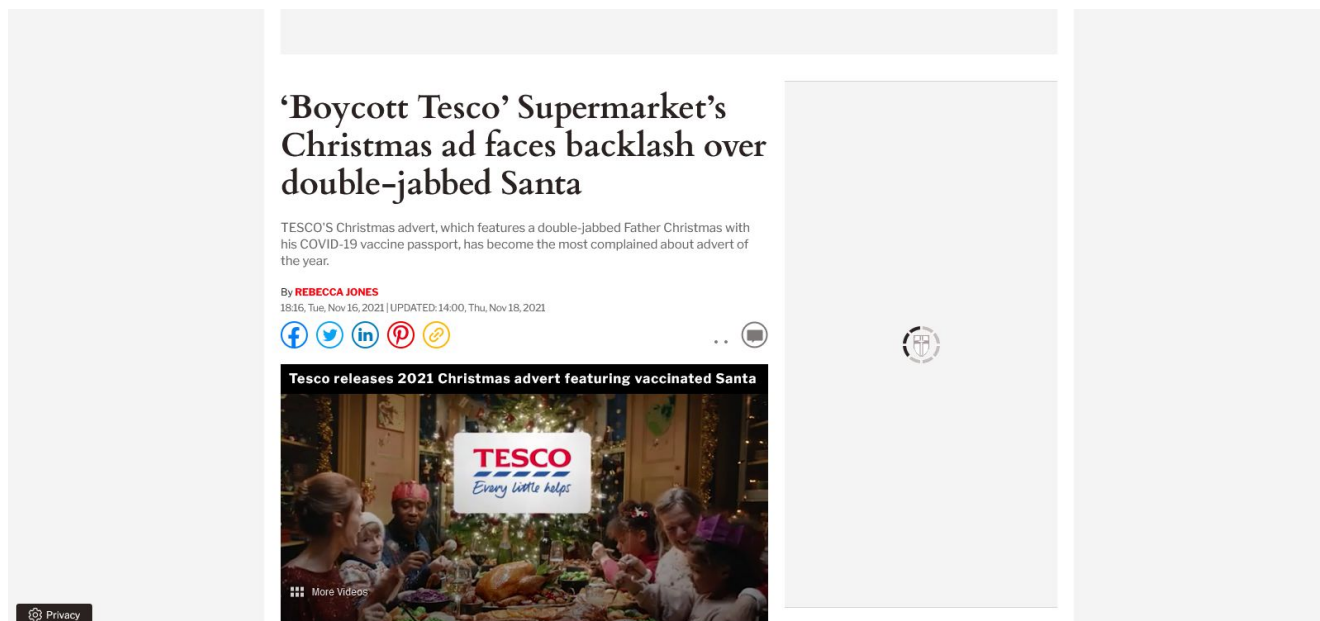 ‘Boycott Tesco’ Supermarket’s
Christmas ad faces backlash over
double-jabbed Santa
TESCO'S Christmas advert, which features a double-jabbed Father Christmas with
his COVID-19 vaccine passport, has become the most complained about advert of
the year.
By REBECCA JONES
18:16, Tue, Nov 16, 2021 | UPDATED: 14:00, Thu, Nov 18, 2021
in
Tesco releases 2021 Christmas advert featuring vaccinated Santa
TESCO
Every little helps
More Videos
Privacy